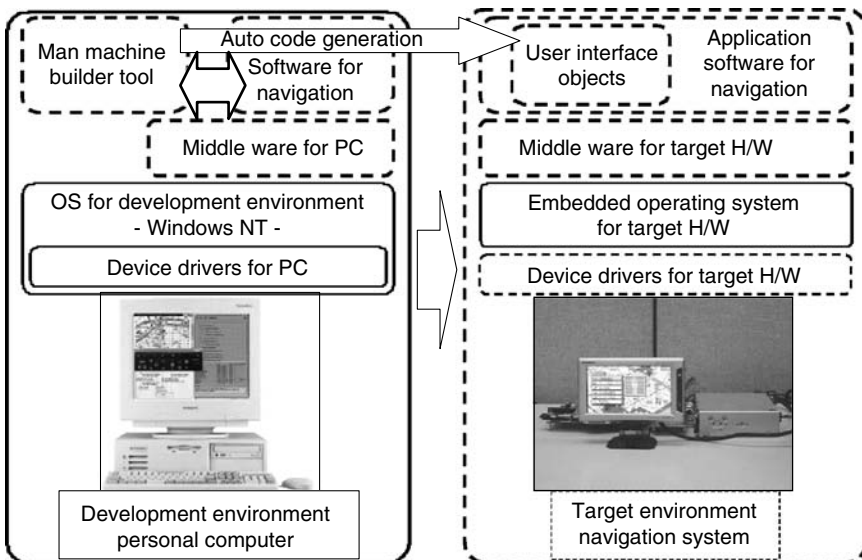 Man machine
builder tool
Auto code generation
Software for
navigation
Middle ware for PC
OS for development environment
- Windows NT -
Device drivers for PC
Development environment
personal computer
User interface
objects
Application
software for
navigation
Middle ware for target H/W
Embedded operating system
for target H/W
Device drivers for target H/W
Target environment
navigation system